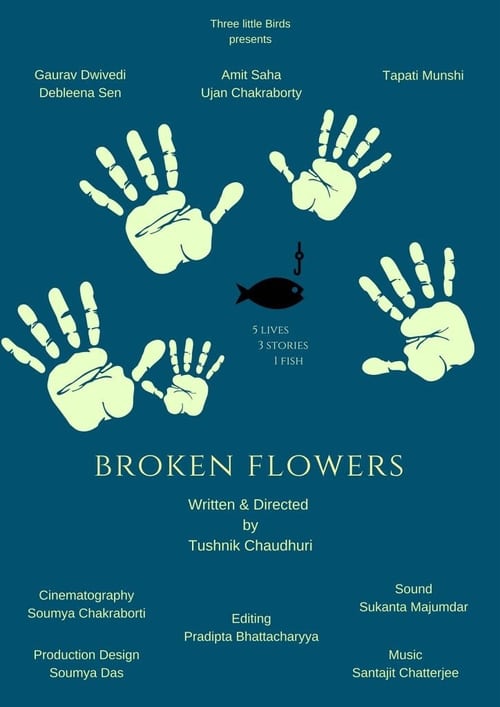 Three little Birds
presents
Gaurav Dwivedi
Debleena Sen
Amit Saha
Ujan Chakraborty
Tapati Munshi
5 LIVES
3 STORIES
1 FISH
BROKEN FLOWERS
Written & Directed
by
Tushnik Chaudhuri
Cinematography
Soumya Chakraborti
Production Design
Soumya Das
Editing
Pradipta Bhattacharyya
Sound
Sukanta Majumdar
Music
Santajit Chatterjee